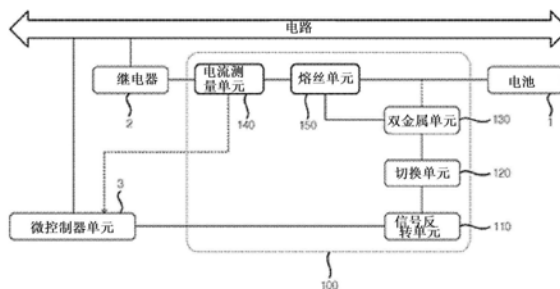 电路
继电器
2
电流测
量单元
140
熔丝单元
150
电池
1
双金属单元
130
切换单元
120
3
微控制器单元
信号反
转单元
110
100